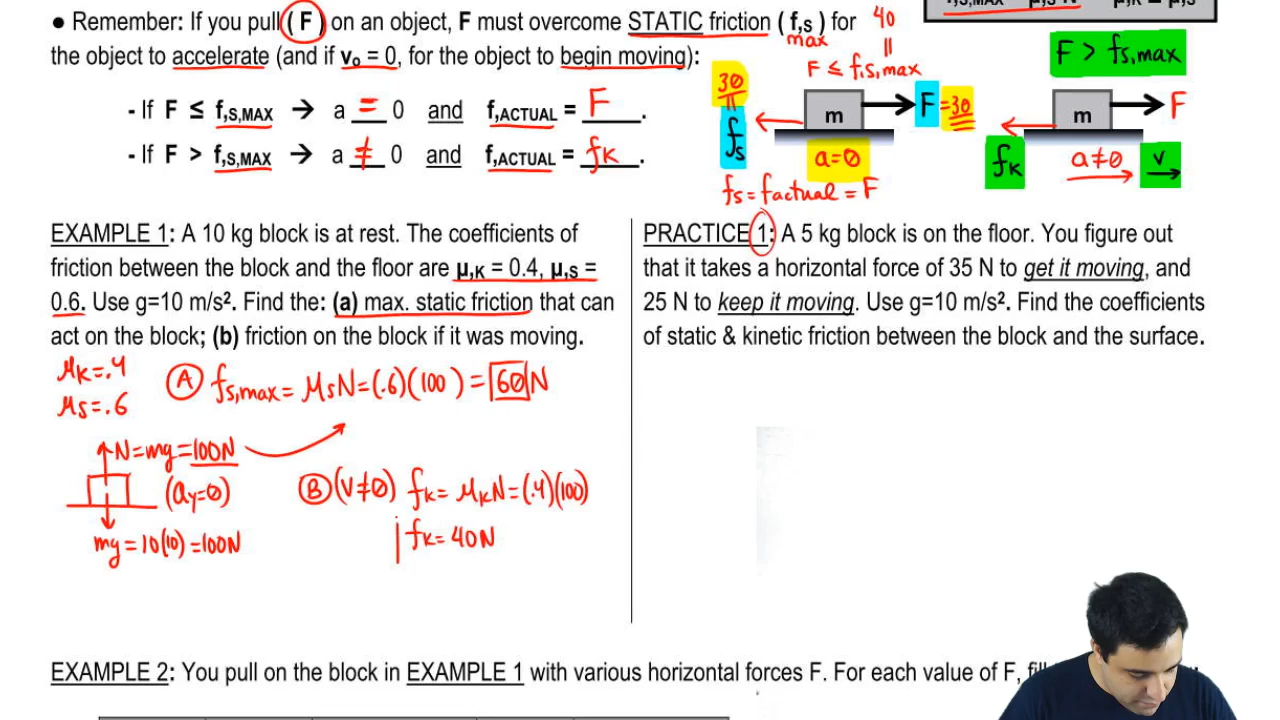 ● Remember: If you pull ( F ) on an object, F must overcome STATIC friction ( f,s ) for
max
the object to accelerate (and if v₀ = 0, for the object to begin moving):
- If F ≤ f,S,MAX → a = 0 and f,ACTUAL = F .
- If F > f,S,MAX → a ≠ 0 and f,ACTUAL = fK .
40
=
F ≤ fs,max
30
=
fs
m
F = 30
a=0
fs = factual = F
F > fs,max
m
F
fK
a≠0
v
EXAMPLE 1: A 10 kg block is at rest. The coefficients of
friction between the block and the floor are μ,K = 0.4, μ,S =
0.6. Use g=10 m/s². Find the: (a) max. static friction that can
act on the block; (b) friction on the block if it was moving.
μK=.4
μS=.6
A fs,max = μsN=(.6)(100) = 60 N
N=mg=100N
(ay=0)
mg=10(10)=100N
B (V≠0) fK= μKN=(.4)(100)
fK= 40N
PRACTICE 1: A 5 kg block is on the floor. You figure out
that it takes a horizontal force of 35 N to get it moving, and
25 N to keep it moving. Use g=10 m/s². Find the coefficients
of static & kinetic friction between the block and the surface.
EXAMPLE 2: You pull on the block in EXAMPLE 1 with various horizontal forces F. For each value of F,